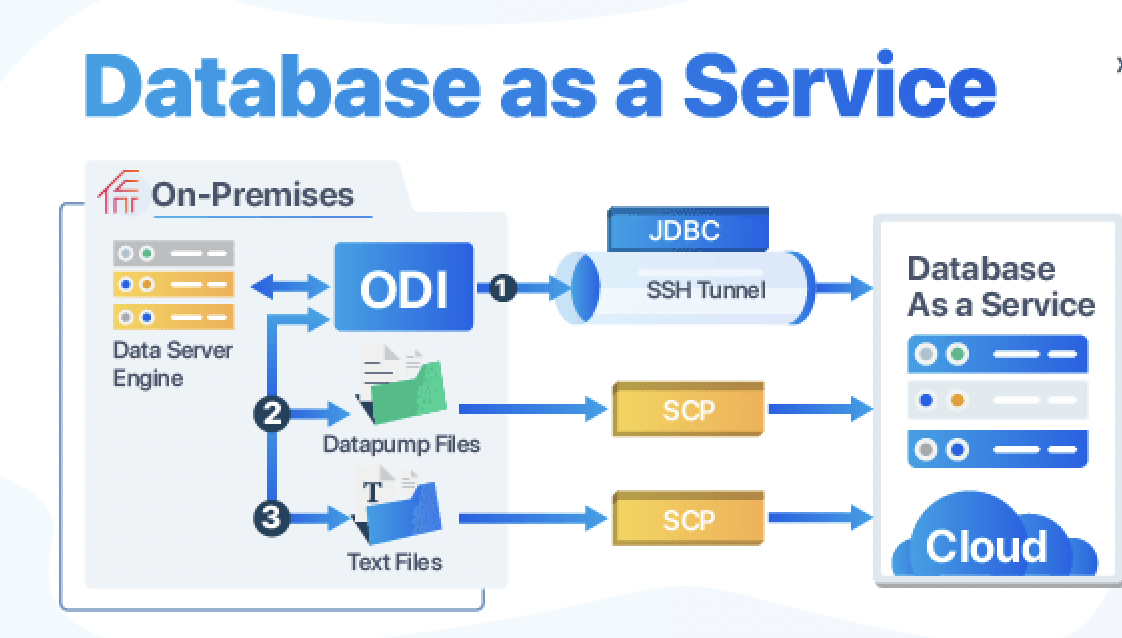 Database as a Service
On-Premises
Data Server
Engine
ODI
1
JDBC
SSH Tunnel
2
Datapump Files
SCP
3
T
Text Files
SCP
Database
As a Service
Cloud